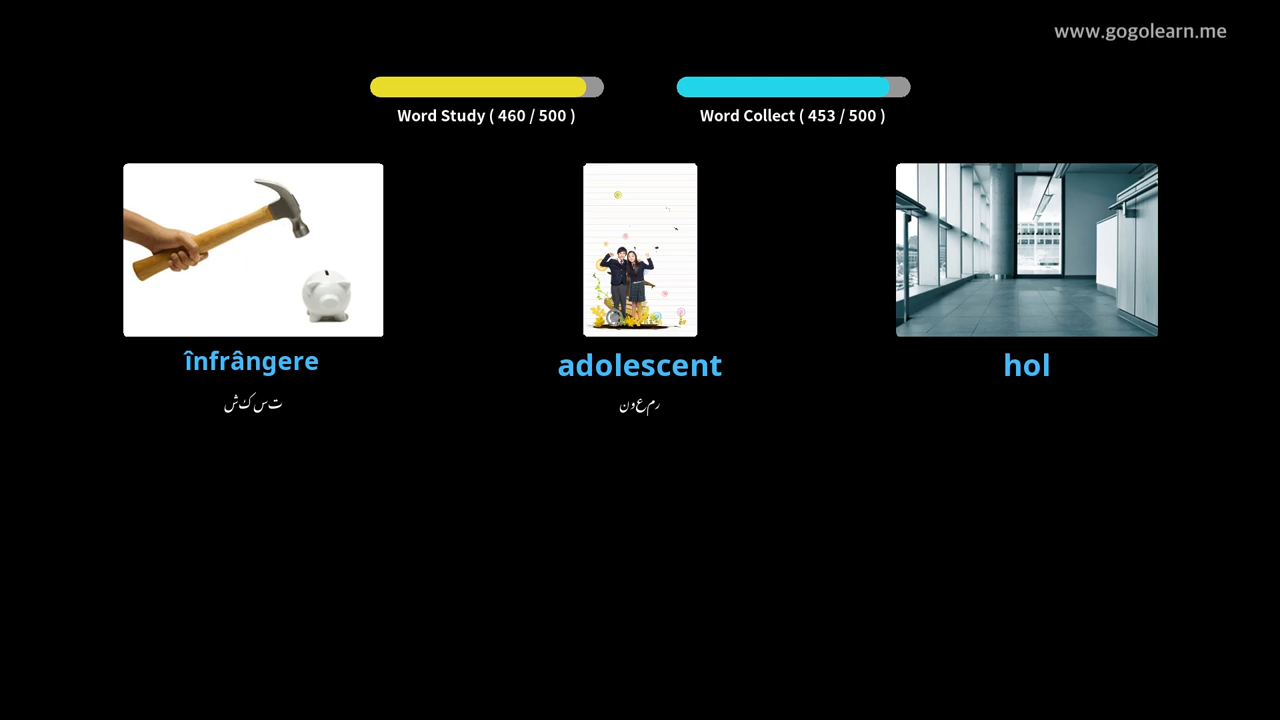 www.gogolearn.me
Word Study ( 460 / 500 )
Word Collect ( 453 / 500 )
înfrângere
adolescent
hol
شکست
نوعمر